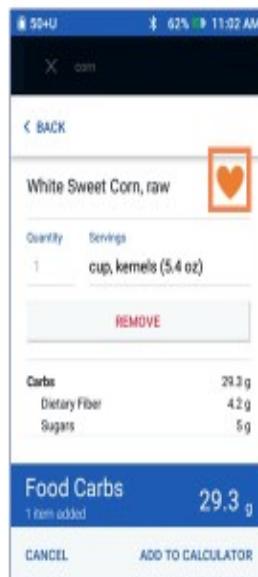 50+U 62% 11:02 AM
X corn
< BACK
White Sweet Corn, raw
Quantity Servings
1 cup, kernels (5.4 oz)
REMOVE
Carbs 29.3 g
Dietary Fiber 4.2 g
Sugars 5 g
Food Carbs
1 item added
29.3 g
CANCEL ADD TO CALCULATOR